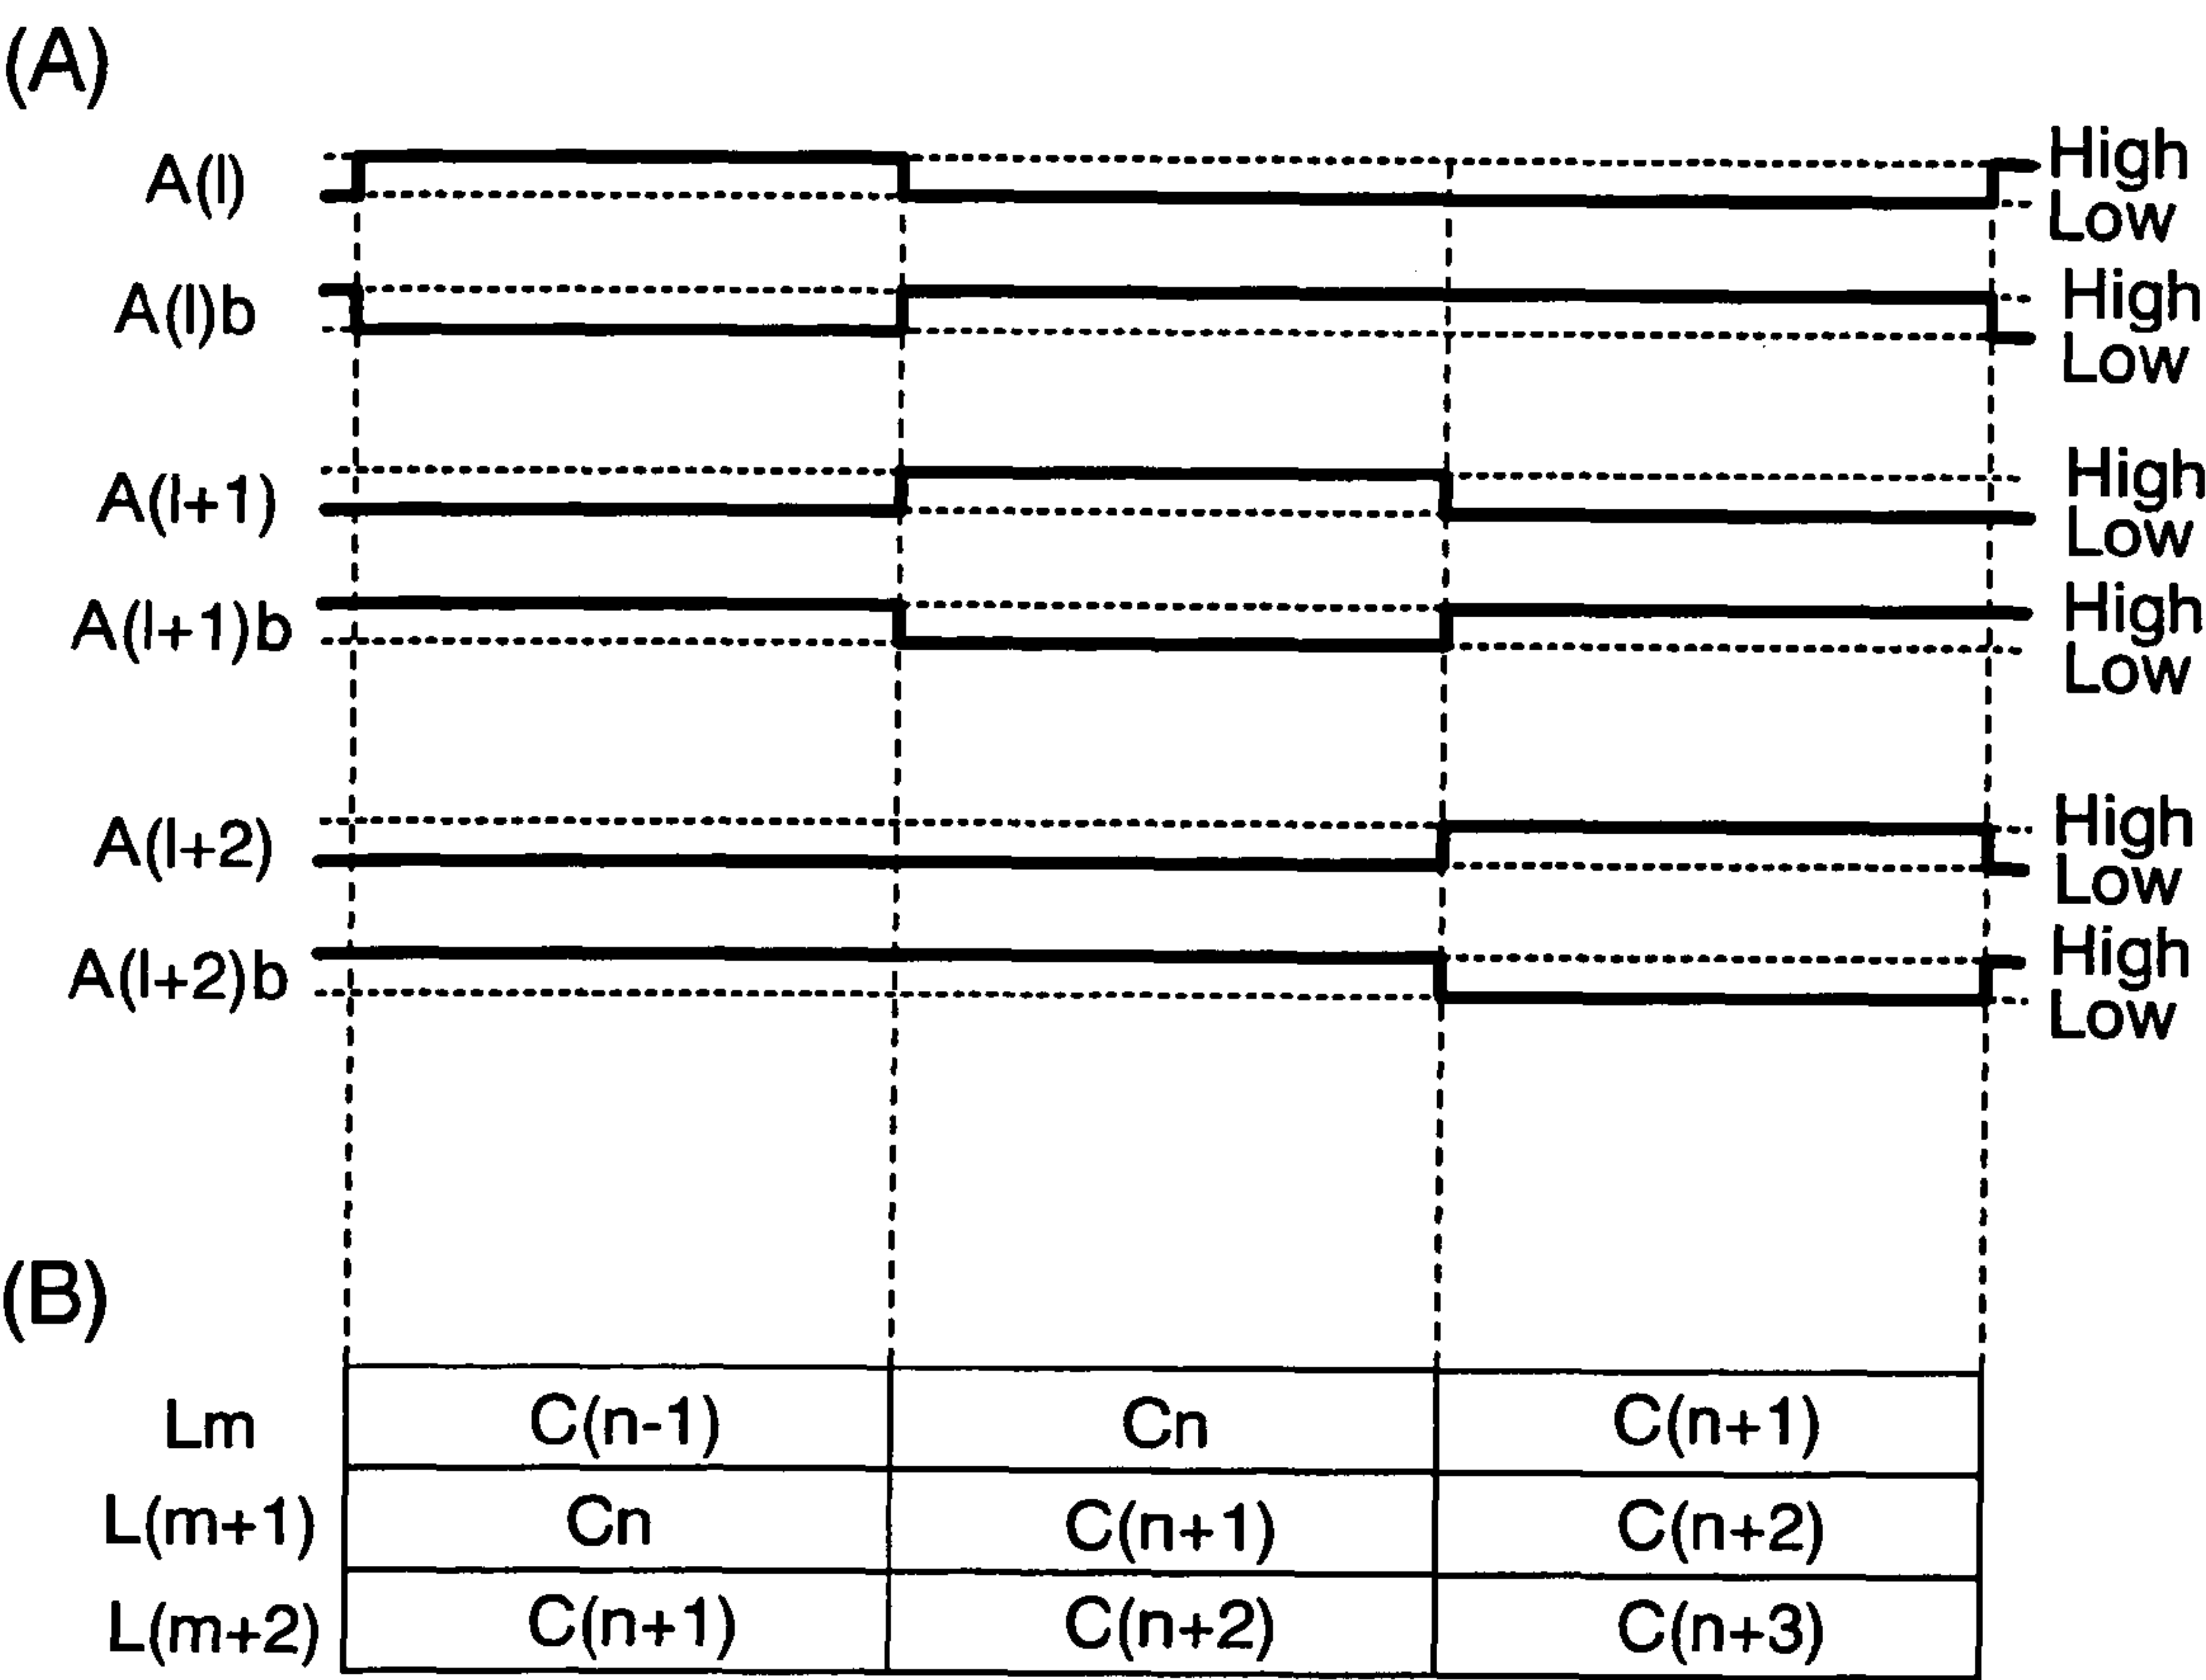 (A)
A(l) High
Low
A(l)b High
Low
A(l+1) High
Low
A(l+1)b High
Low
A(l+2) High
Low
A(l+2)b High
Low
(B)
Lm C(n-1) Cn C(n+1)
L(m+1) Cn C(n+1) C(n+2)
L(m+2) C(n+1) C(n+2) C(n+3)